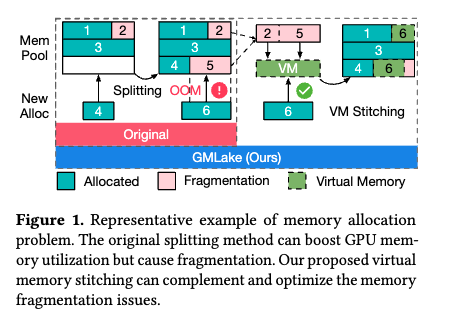 Mem
Pool
1 2
3
1 2
3
4 5
2 5
VM
1 6
3
4 6
Splitting
OOM !
VM Stitching
New
Alloc
4
6
6
Original
GMLake (Ours)
Allocated Fragmentation Virtual Memory
Figure 1. Representative example of memory allocation
problem. The original splitting method can boost GPU mem-
ory utilization but cause fragmentation. Our proposed virtual
memory stitching can complement and optimize the memory
fragmentation issues.